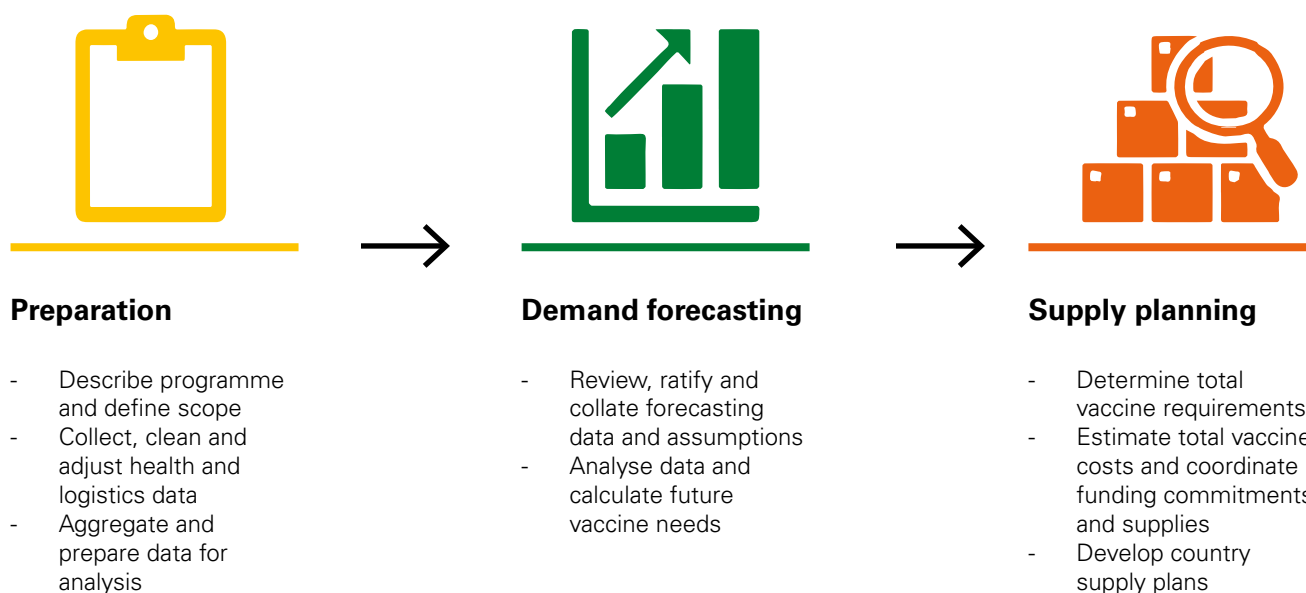 Preparation
- Describe programme
and define scope
- Collect, clean and
adjust health and
logistics data
- Aggregate and
prepare data for
analysis
Demand forecasting
- Review, ratify and
collate forecasting
data and assumptions
- Analyse data and
calculate future
vaccine needs
Supply planning
- Determine total
vaccine requirements
- Estimate total vaccine
costs and coordinate
funding commitments
and supplies
- Develop country
supply plans